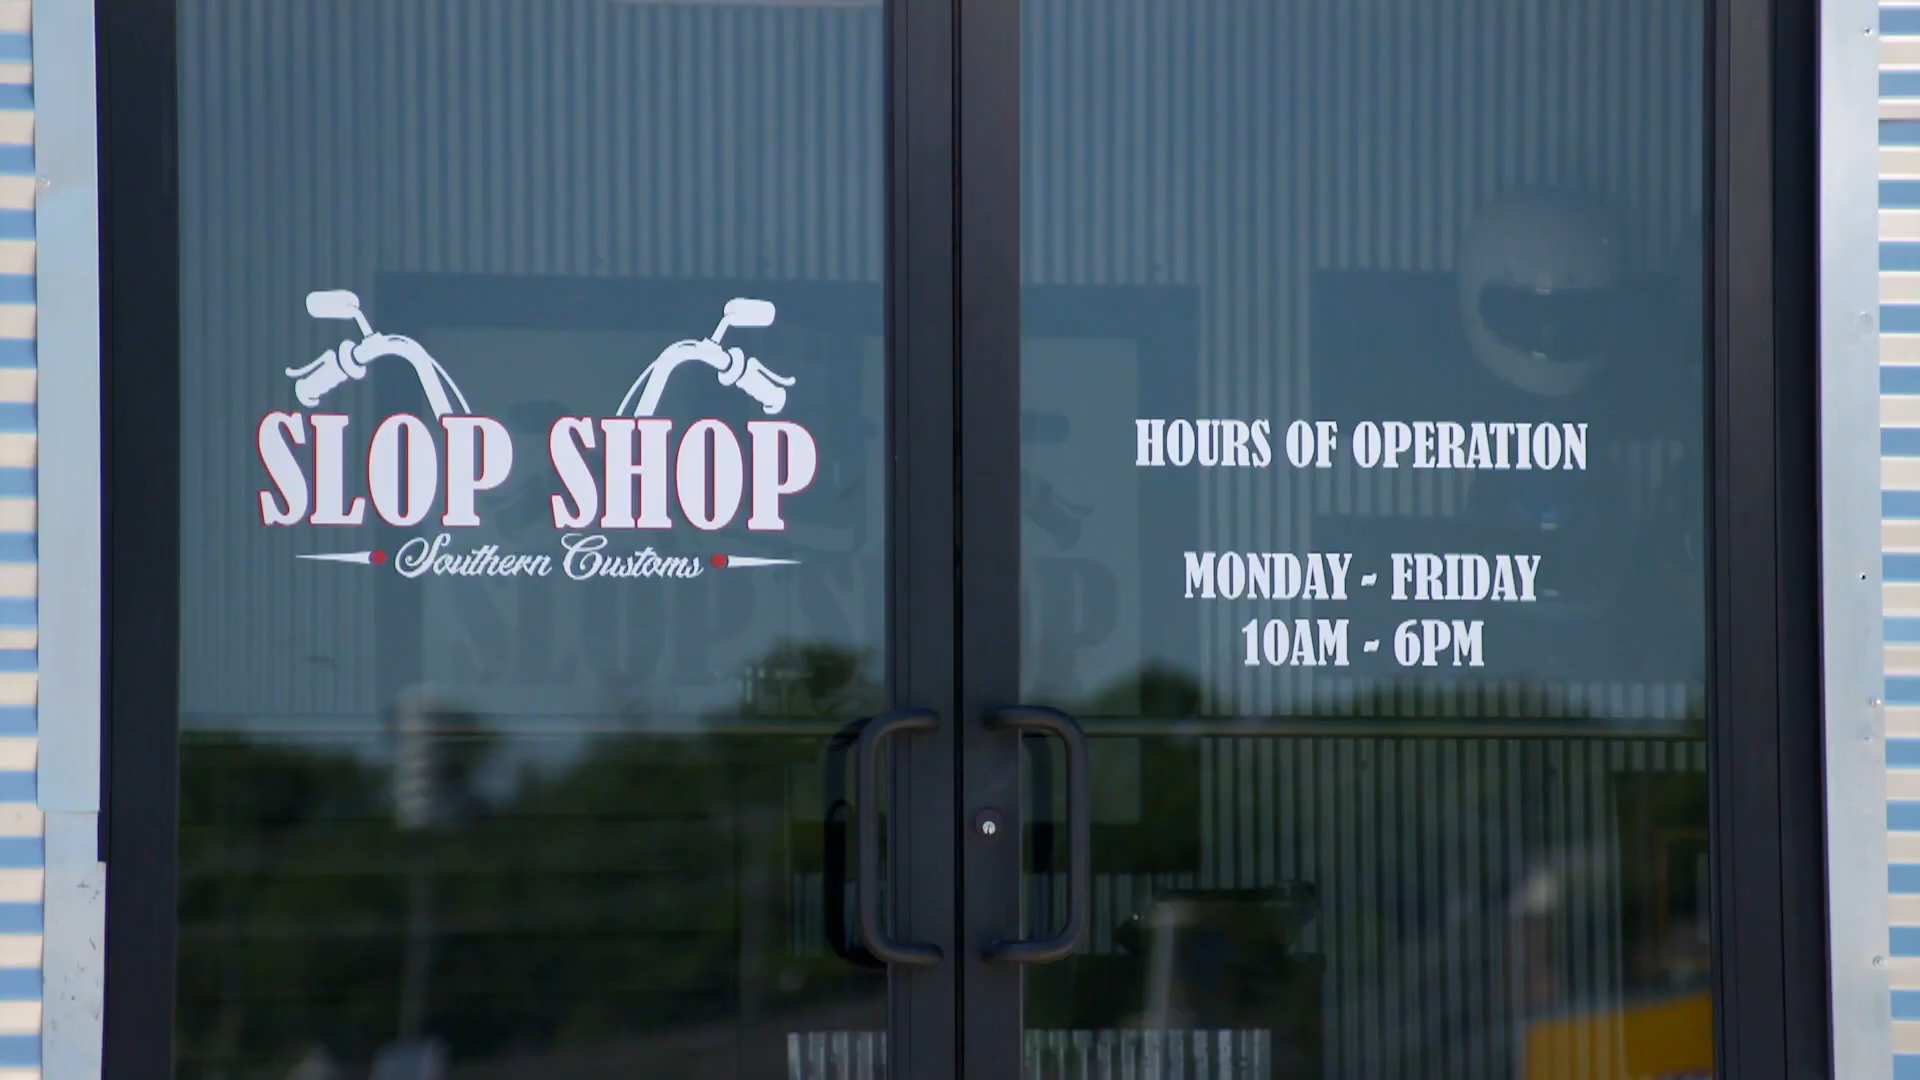 SLOP SHOP
Southern Customs
HOURS OF OPERATION
MONDAY - FRIDAY
10AM - 6PM